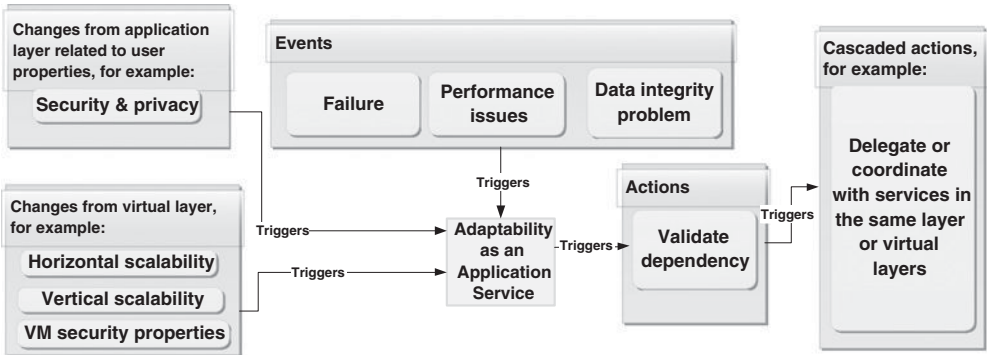 Changes from application
layer related to user
properties, for example:
Security & privacy
Changes from virtual layer,
for example:
Horizontal scalability
Vertical scalability
VM security properties
Events
Failure
Performance
issues
Data integrity
problem
Triggers
Triggers
Triggers
Adaptability
as an
Application
Service
Triggers
Actions
Validate
dependency
Triggers
Cascaded actions,
for example:
Delegate or
coordinate
with services in
the same layer
or virtual
layers